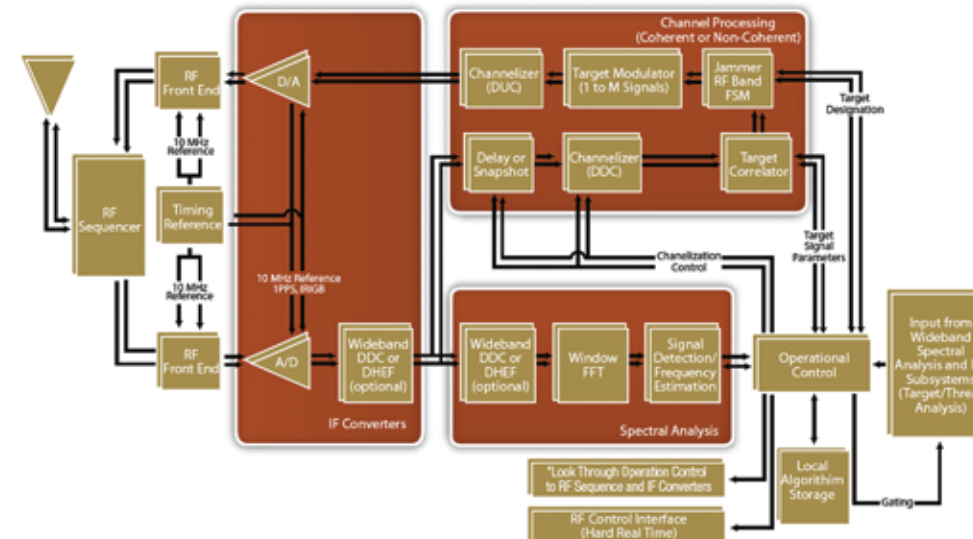 Channel Processing
(Coherent or Non-Coherent)
RF
Front End
D/A
Channelizer
(DUC)
Target Modulator
(1 to M Signals)
Jammer
RF Band
FSM
Target
Designation
10 MHz
Reference
Delay or
Snapshot
Channelizer
(DDC)
Target
Correlator
RF
Sequencer
Timing
Reference
Target
Signal
Parameters
Chanelization
Control
10 MHz
Reference
10 MHz Reference
1PPS, IRIGB
RF
Front End
A/D
Wideband
DDC or
DHEF
(optional)
Wideband
DDC or
DHEF
(optional)
Window
FFT
Signal
Detection/
Frequency
Estimation
Operational
Control
Input from
Wideband
Spectral
Analysis and
Subsystems
(Target/Threa
Analysis)
IF Converters
Spectral Analysis
*Look Through Operation Control
to RF Sequence and IF Converters
Local
Algorithim
Storage
Gating
RF Control Interface
(Hard Real Time)